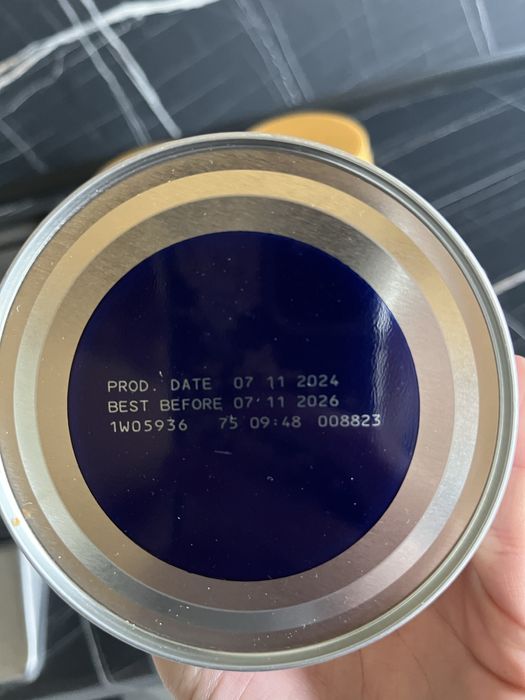 PROD. DATE 07 11 2024
BEST BEFORE 07 11 2026
1W05936 75 09:48 008823